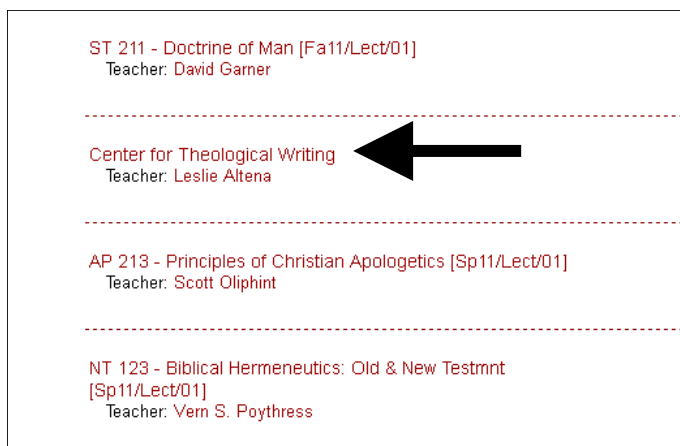 ST 211 - Doctrine of Man [Fa11/Lect/01]
Teacher: David Garner
Center for Theological Writing
Teacher: Leslie Altena
AP 213 - Principles of Christian Apologetics [Sp11/Lect/01]
Teacher: Scott Oliphint
NT 123 - Biblical Hermeneutics: Old & New Testmnt
[Sp11/Lect/01]
Teacher: Vern S. Poythress